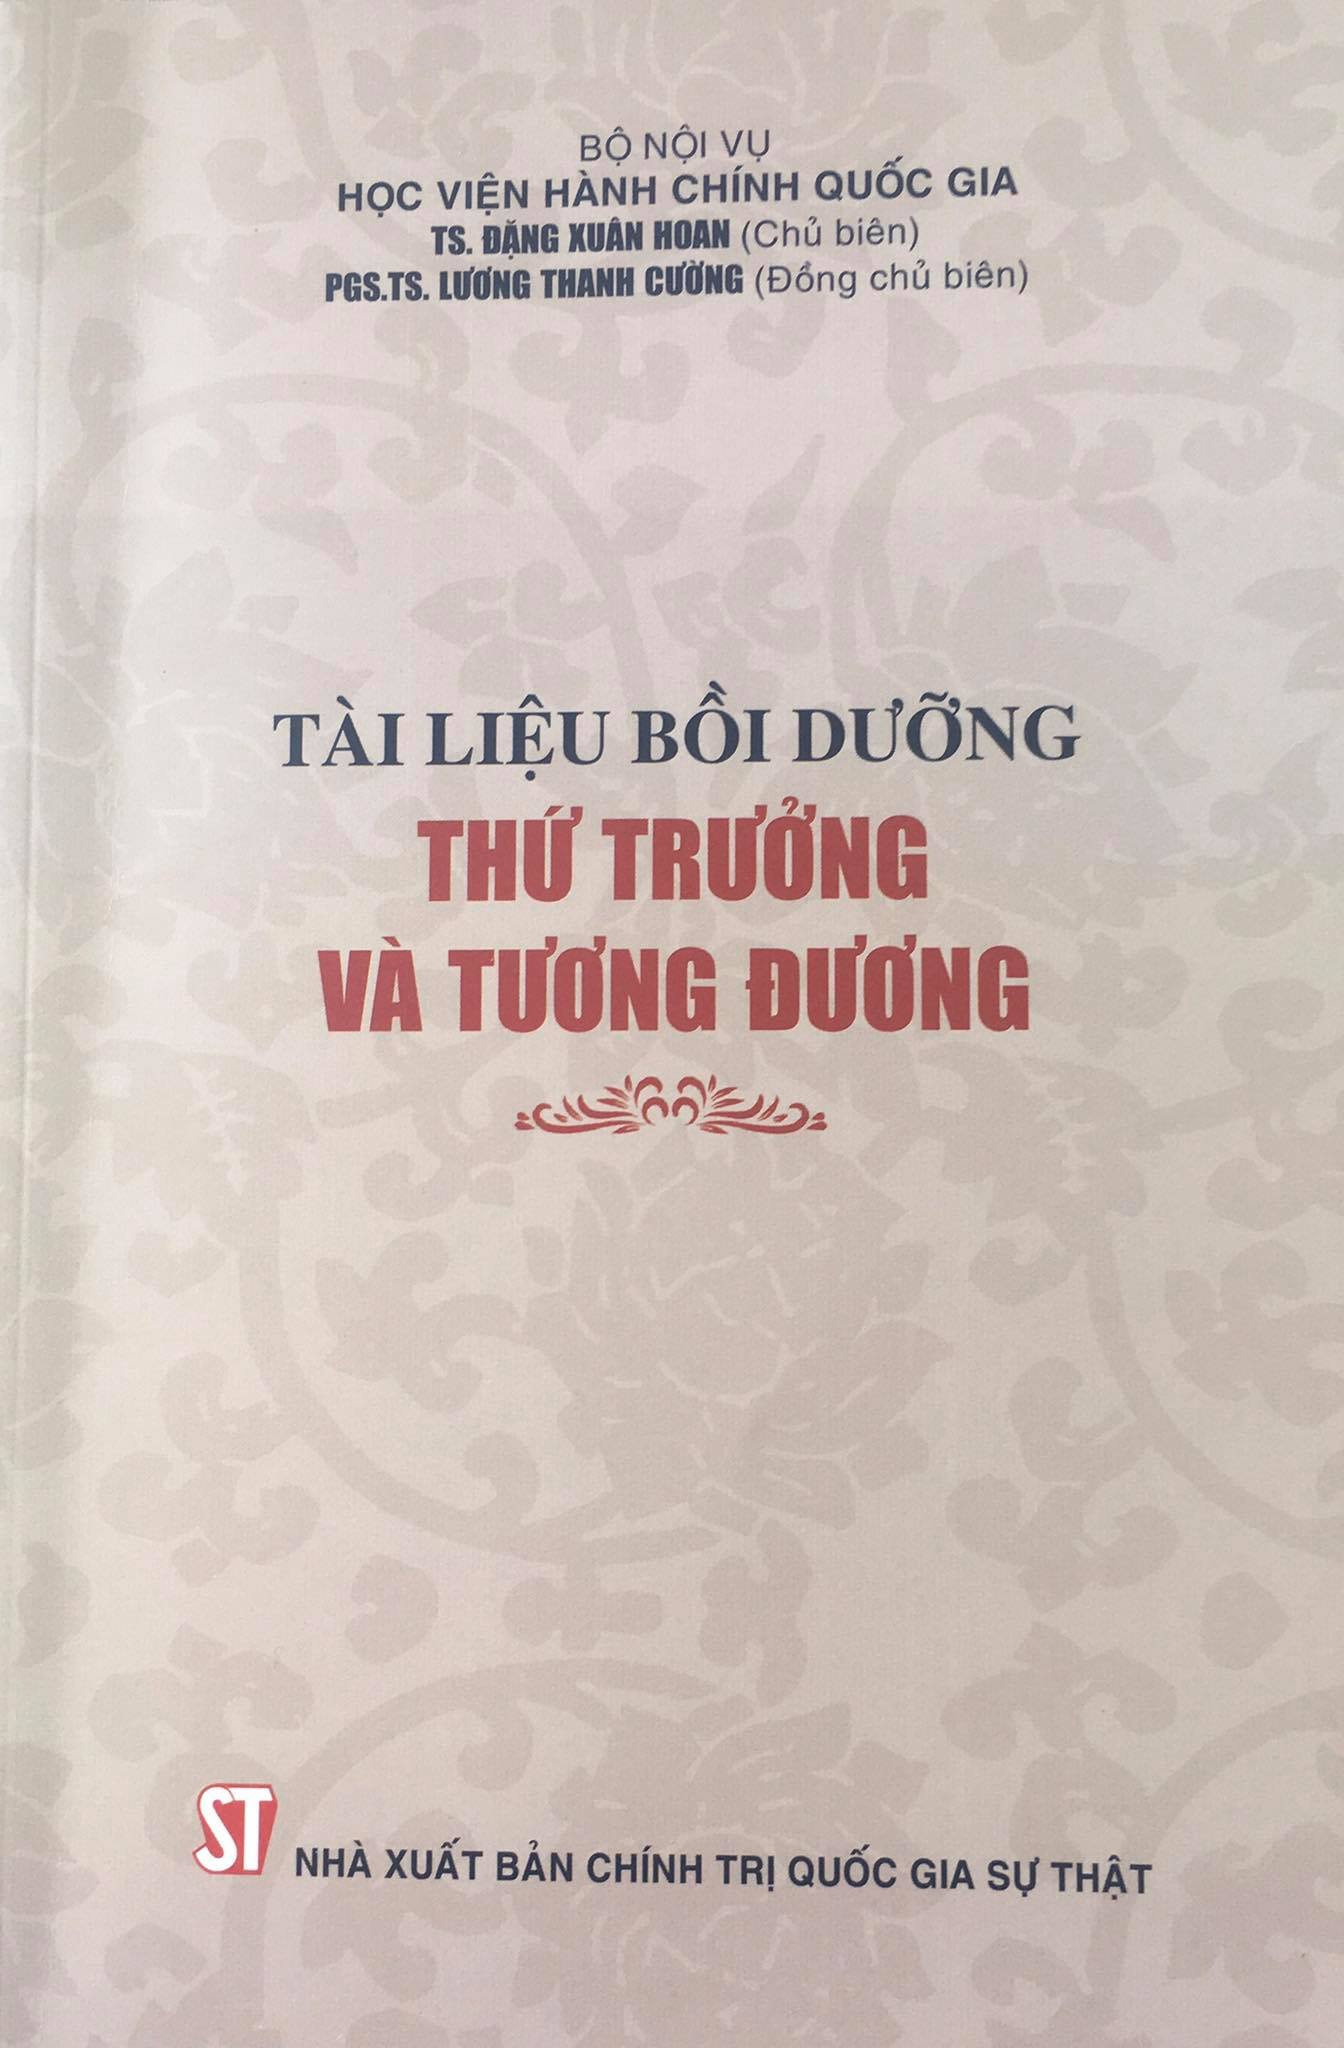 BỘ NỘI VỤ
HỌC VIỆN HÀNH CHÍNH QUỐC GIA
TS. ĐẶNG XUÂN HOAN (Chủ biên)
PGS.TS. LƯƠNG THANH CƯỜNG (Đồng chủ biên)
TÀI LIỆU BỒI DƯỠNG
THỨ TRƯỞNG
VÀ TƯƠNG ĐƯƠNG
ST
NHÀ XUẤT BẢN CHÍNH TRỊ QUỐC GIA SỰ THẬT